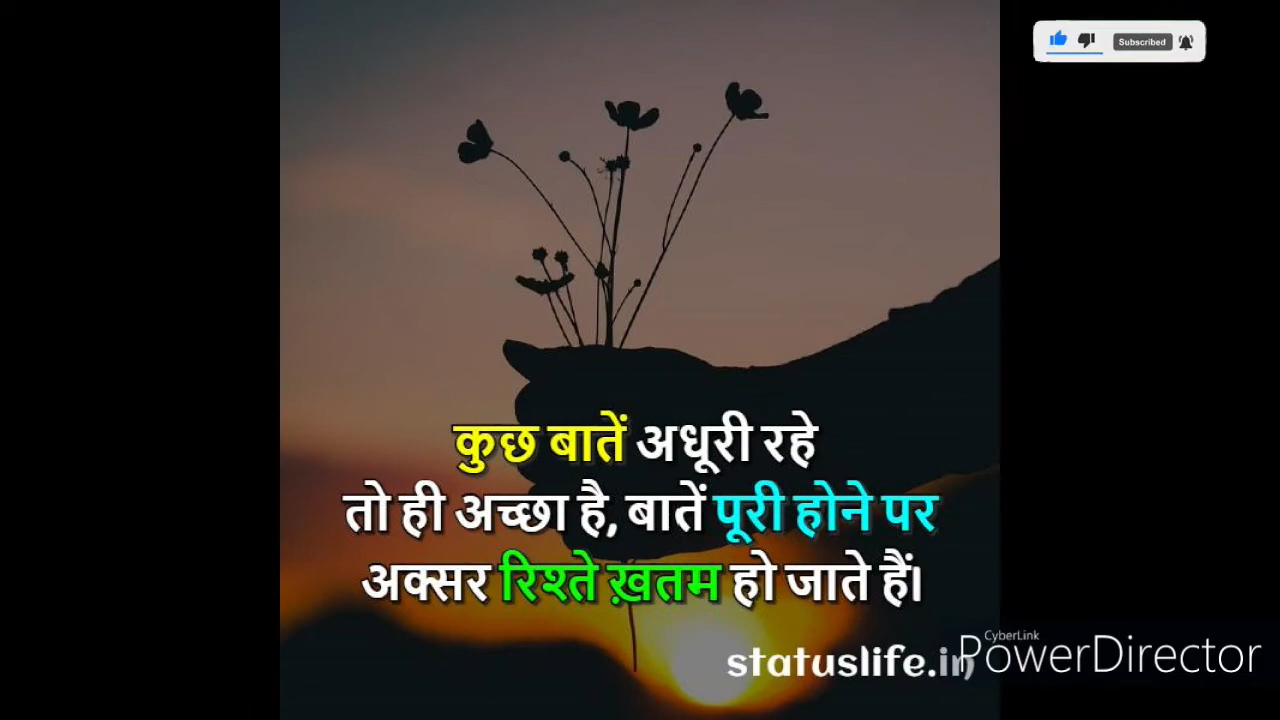 Subscribed
कुछ बातें अधूरी रहे
तो ही अच्छा है, बातें पूरी होने पर
अक्सर रिश्ते ख़तम हो जाते हैं।
statuslife.in
CyberLink
PowerDirector